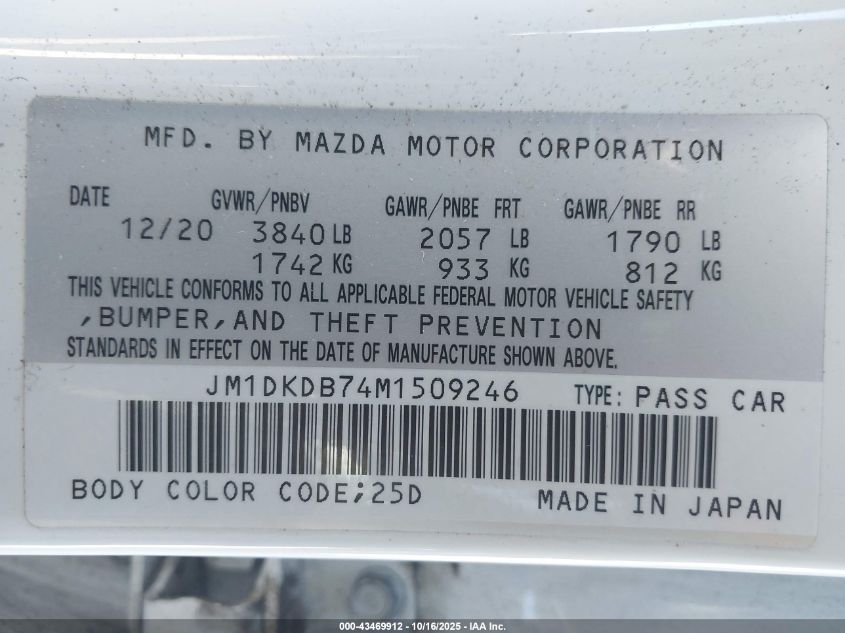 MFD. BY MAZDA MOTOR CORPORATION
DATE GVWR/PNBV GAWR/PNBE FRT GAWR/PNBE RR
12/20 3840 LB 2057 LB 1790 LB
1742 KG 933 KG 812 KG
THIS VEHICLE CONFORMS TO ALL APPLICABLE FEDERAL MOTOR VEHICLE SAFETY
,BUMPER,AND THEFT PREVENTION
STANDARDS IN EFFECT ON THE DATE OF MANUFACTURE SHOWN ABOVE.
JM1DKDB74M1509246 TYPE: PASS CAR
BODY COLOR CODE;25D MADE IN JAPAN
000-43469912 - 10/16/2025 - IAA Inc.